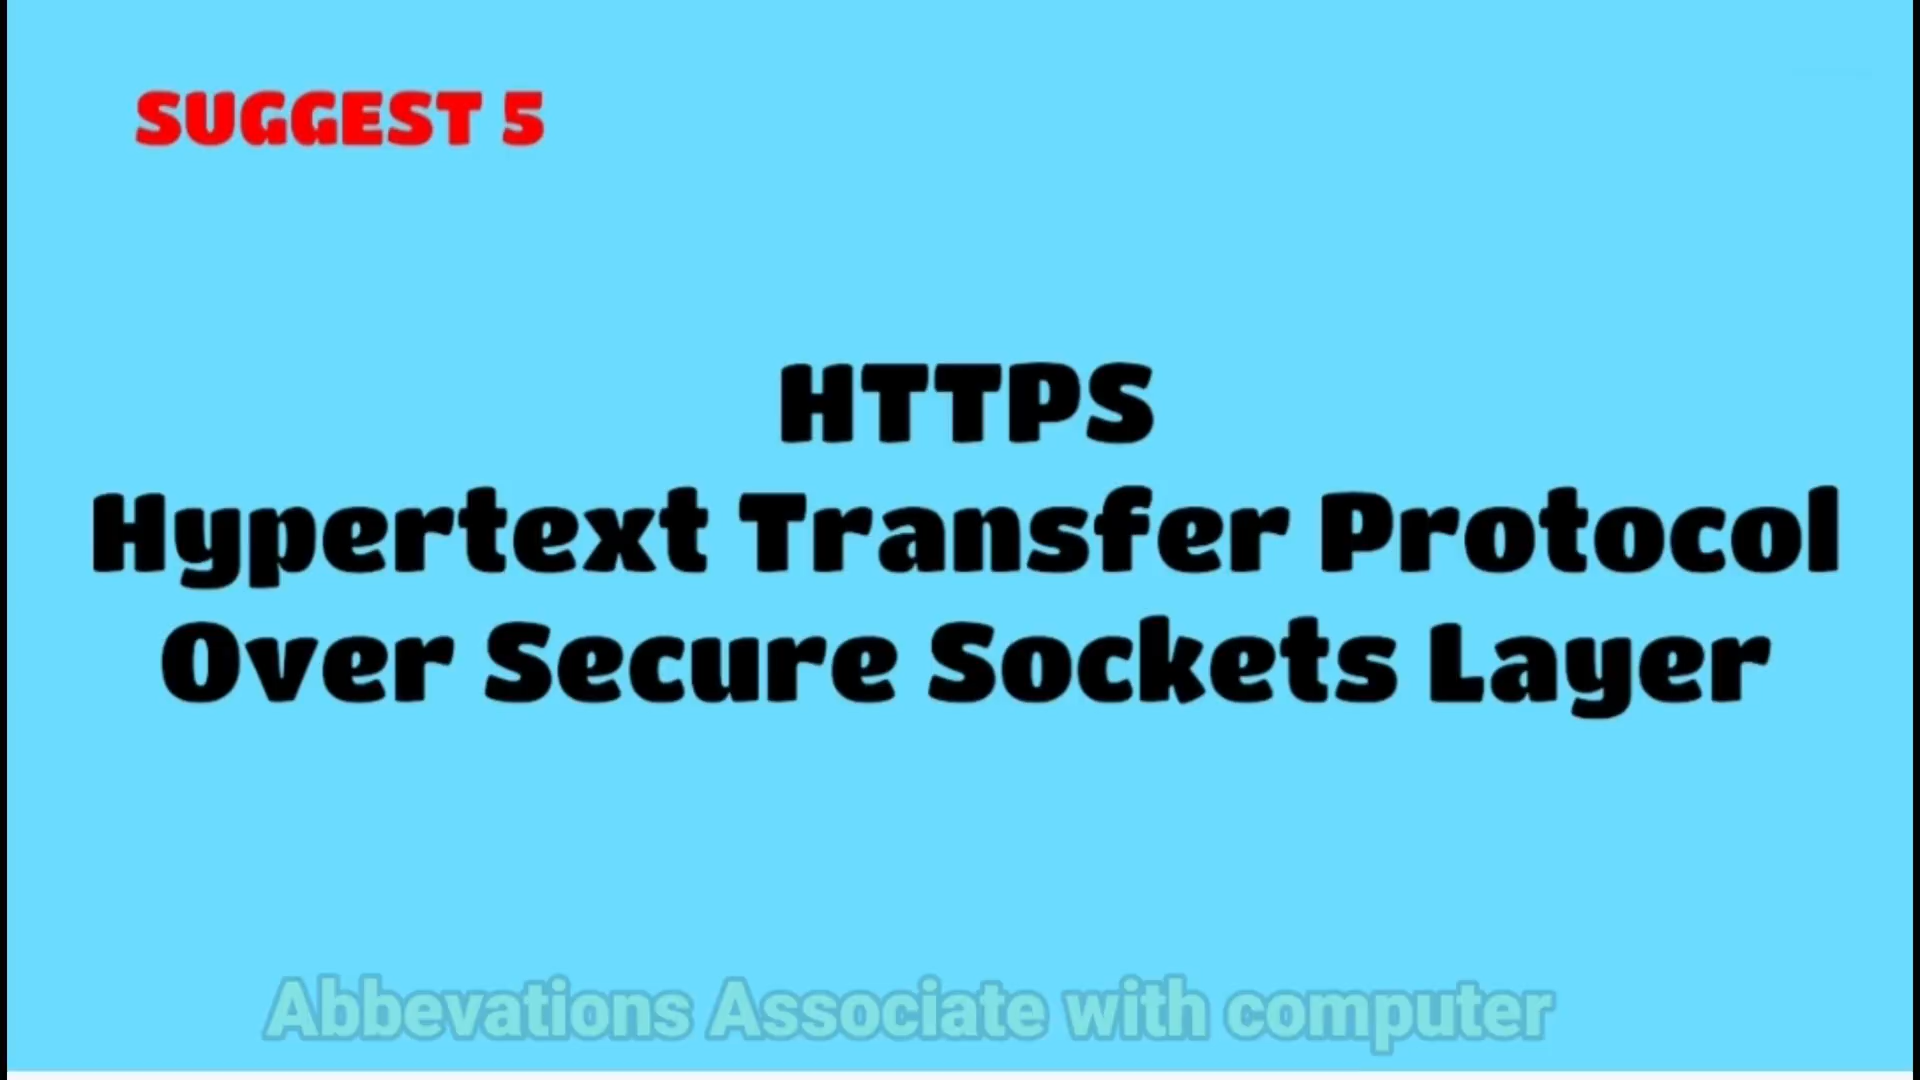 SUGGEST 5
HTTPS
Hypertext Transfer Protocol
Over Secure Sockets Layer
Abbevations Associate with computer